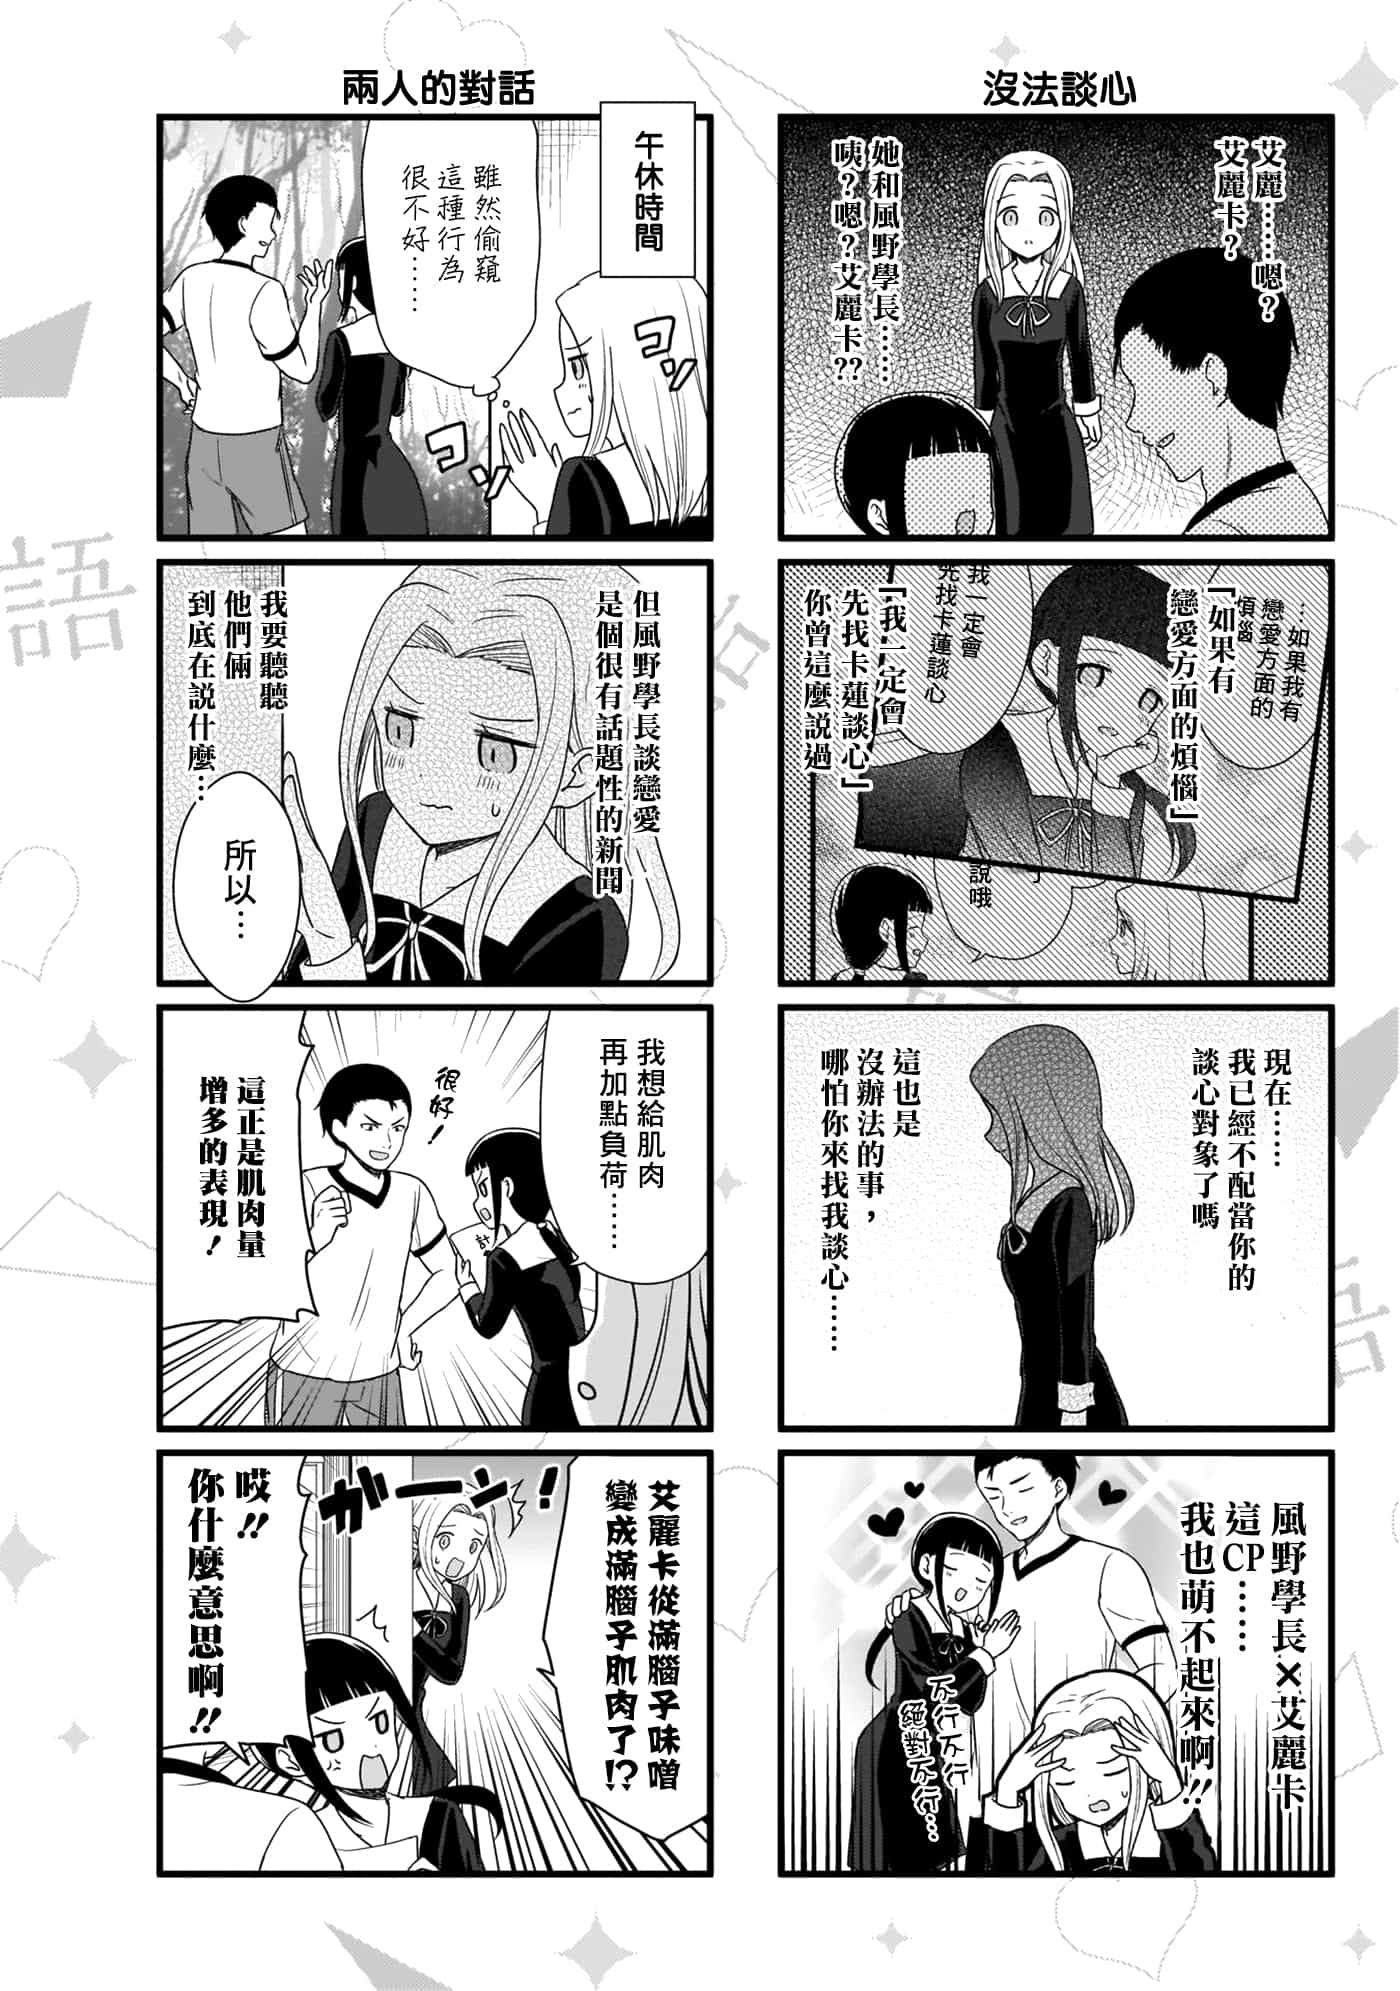 沒法談心
艾麗……嗯?
艾麗卡?
她和風野學長……
咦?嗯?艾麗卡??
…如果我有
戀愛方面的
煩惱
我一定會
先找卡蓮談心
「如果有
戀愛方面的煩惱」
「我一定會
先找卡蓮談心」
你曾這麼說過
說哦
現在……
我已經不配當你的
談心對象了嗎
這也是
沒辦法的事,
哪怕你來找我談心……
風野學長×艾麗卡
這CP……
我也萌不起來啊!!
不行不行
絕對不行…
兩人的對話
午休時間
雖然偷窺
這種行為
很不好……
コソ
コソ
但風野學長談戀愛
是個很有話題性的新聞
我要聽聽
他們倆
到底在說什麼…
所以…
我想給肌肉
再加點負荷……
很好!
計
這正是肌肉量
增多的表現!
艾麗卡從滿腦子味噌
變成滿腦子肌肉了!?
ガーン!
哎!!
你什麼意思啊!!
語
語